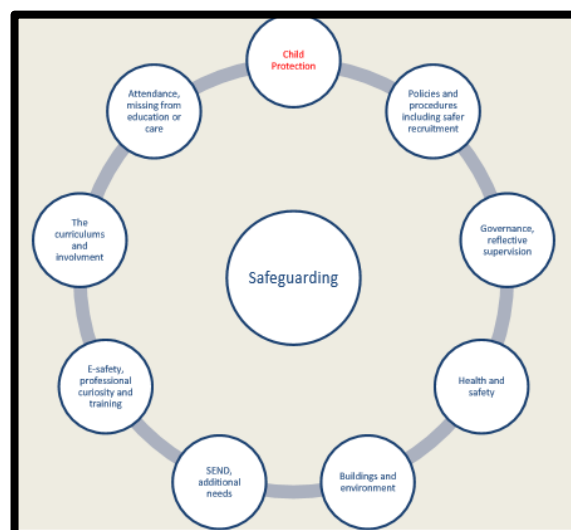 Child
Protection
Policies and
procedures
including safer
recruitment
Governance,
reflective
supervision
Health and
safety
Buildings and
environment
SEND,
additional
needs
E-safety,
professional
curiosity and
training
The
curriculums
and
involvment
Attendance,
missing from
education or
care
Safeguarding